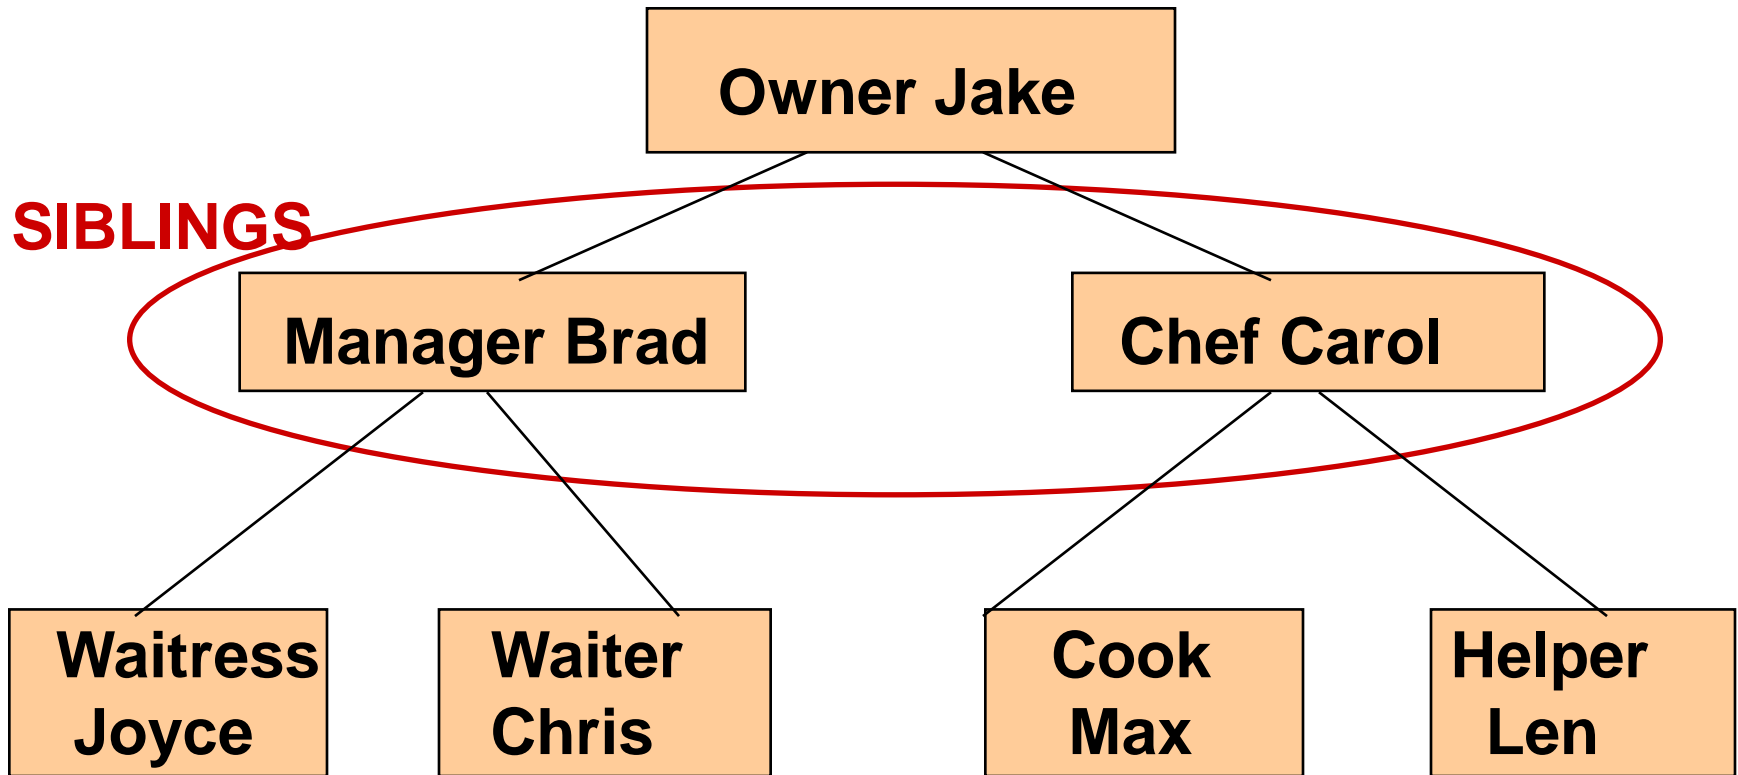 Owner Jake
SIBLINGS
Manager Brad
Chef Carol
Waitress
Joyce
Waiter
Chris
Cook
Max
Helper
Len